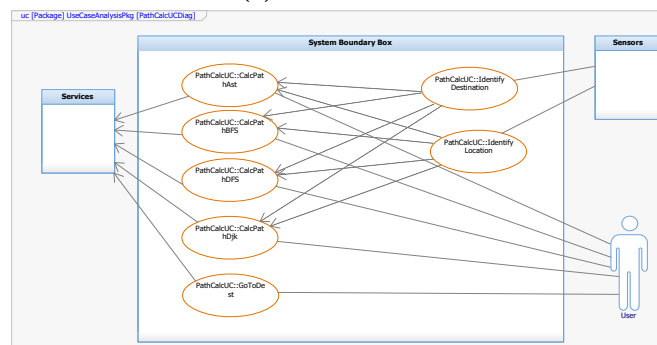 (a)
uc [Package] UseCaseAnalysisPkg [PathCalcUCDiag]
System Boundary Box
Sensors
Services
PathCalcUC::CalcPat
hAst
PathCalcUC::Identify
Destination
PathCalcUC::CalcPat
hBFS
PathCalcUC::Identify
Location
PathCalcUC::CalcPat
hDFS
PathCalcUC::CalcPat
hDjk
PathCalcUC::GoToDe
st
User